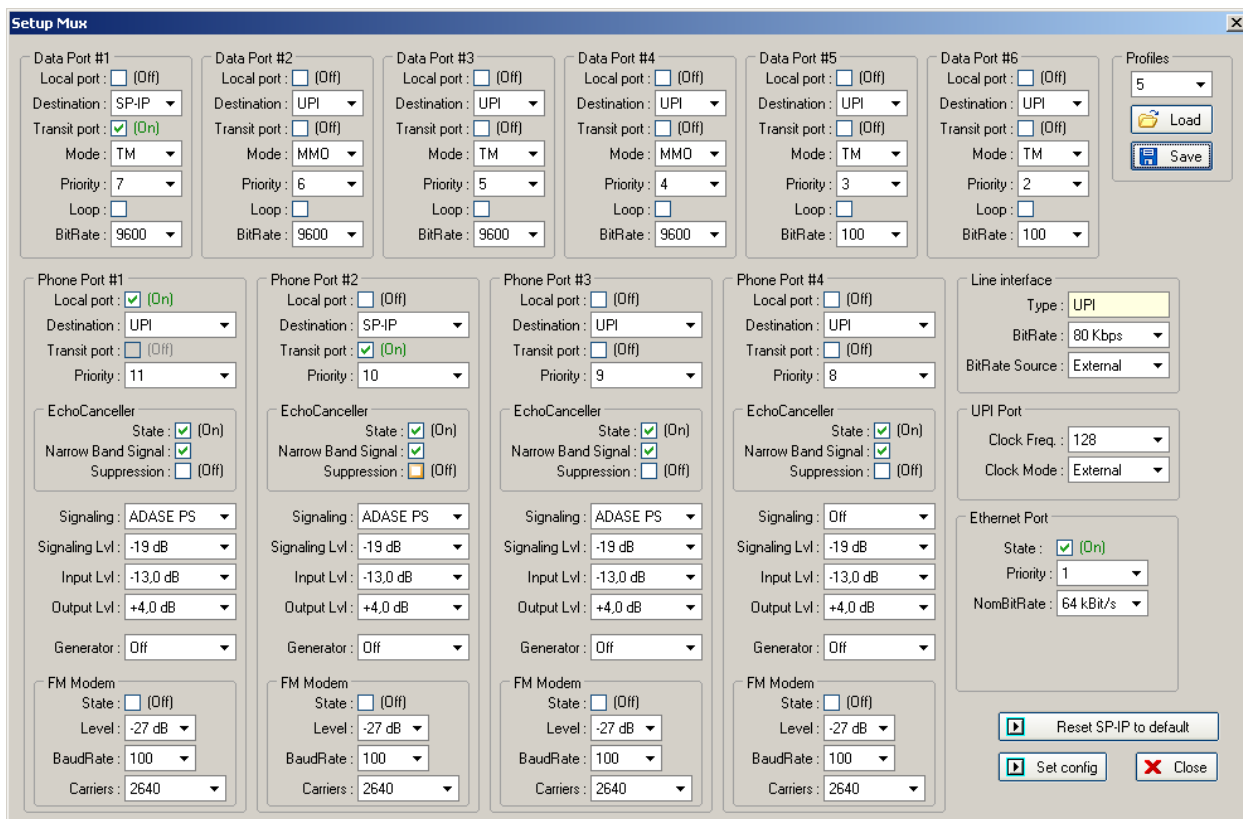 Setup Mux
Data Port #1 Data Port #2 Data Port #3 Data Port #4 Data Port #5 Data Port #6 Profiles
Local port : (Off) Local port : (Off) Local port : (Off) Local port : (Off) Local port : (Off) Local port : (Off) 5
Destination : SP-IP Destination : UPI Destination : UPI Destination : UPI Destination : UPI Destination : UPI
Transit port : (On) Transit port : (Off) Transit port : (Off) Transit port : (Off) Transit port : (Off) Transit port : (Off) Load
Mode : TM Mode : MMO Mode : TM Mode : MMO Mode : TM Mode : TM Save
Priority : 7 Priority : 6 Priority : 5 Priority : 4 Priority : 3 Priority : 2
Loop : Loop : Loop : Loop : Loop : Loop :
BitRate : 9600 BitRate : 9600 BitRate : 9600 BitRate : 9600 BitRate : 100 BitRate : 100
Phone Port #1 Phone Port #2 Phone Port #3 Phone Port #4 Line interface
Local port : (On) Local port : (Off) Local port : (Off) Local port : (Off) Type : UPI
Destination : UPI Destination : SP-IP Destination : UPI Destination : UPI BitRate : 80 Kbps
Transit port : (Off) Transit port : (On) Transit port : (Off) Transit port : (Off) BitRate Source : External
Priority : 11 Priority : 10 Priority : 9 Priority : 8
EchoCanceller EchoCanceller EchoCanceller EchoCanceller UPI Port
State : (On) State : (On) State : (On) State : (On) Clock Freq. : 128
Narrow Band Signal : Narrow Band Signal : Narrow Band Signal : Narrow Band Signal :
Suppression : (Off) Suppression : (Off) Suppression : (Off) Suppression : (Off) Clock Mode : External
Signaling : ADASE PS Signaling : ADASE PS Signaling : ADASE PS Signaling : Off Ethernet Port
Signaling Lvl : -19 dB Signaling Lvl : -19 dB Signaling Lvl : -19 dB Signaling Lvl : -19 dB State : (On)
Input Lvl : -13,0 dB Input Lvl : -13,0 dB Input Lvl : -13,0 dB Input Lvl : -13,0 dB Priority : 1
Output Lvl : +4,0 dB Output Lvl : +4,0 dB Output Lvl : +4,0 dB Output Lvl : +4,0 dB NomBitRate : 64 kBit/s
Generator : Off Generator : Off Generator : Off Generator : Off
FM Modem FM Modem FM Modem FM Modem
State : (Off) State : (Off) State : (Off) State : (Off)
Level : -27 dB Level : -27 dB Level : -27 dB Level : -27 dB Reset SP-IP to default
BaudRate : 100 BaudRate : 100 BaudRate : 100 BaudRate : 100 Set config Close
Carriers : 2640 Carriers : 2640 Carriers : 2640 Carriers : 2640